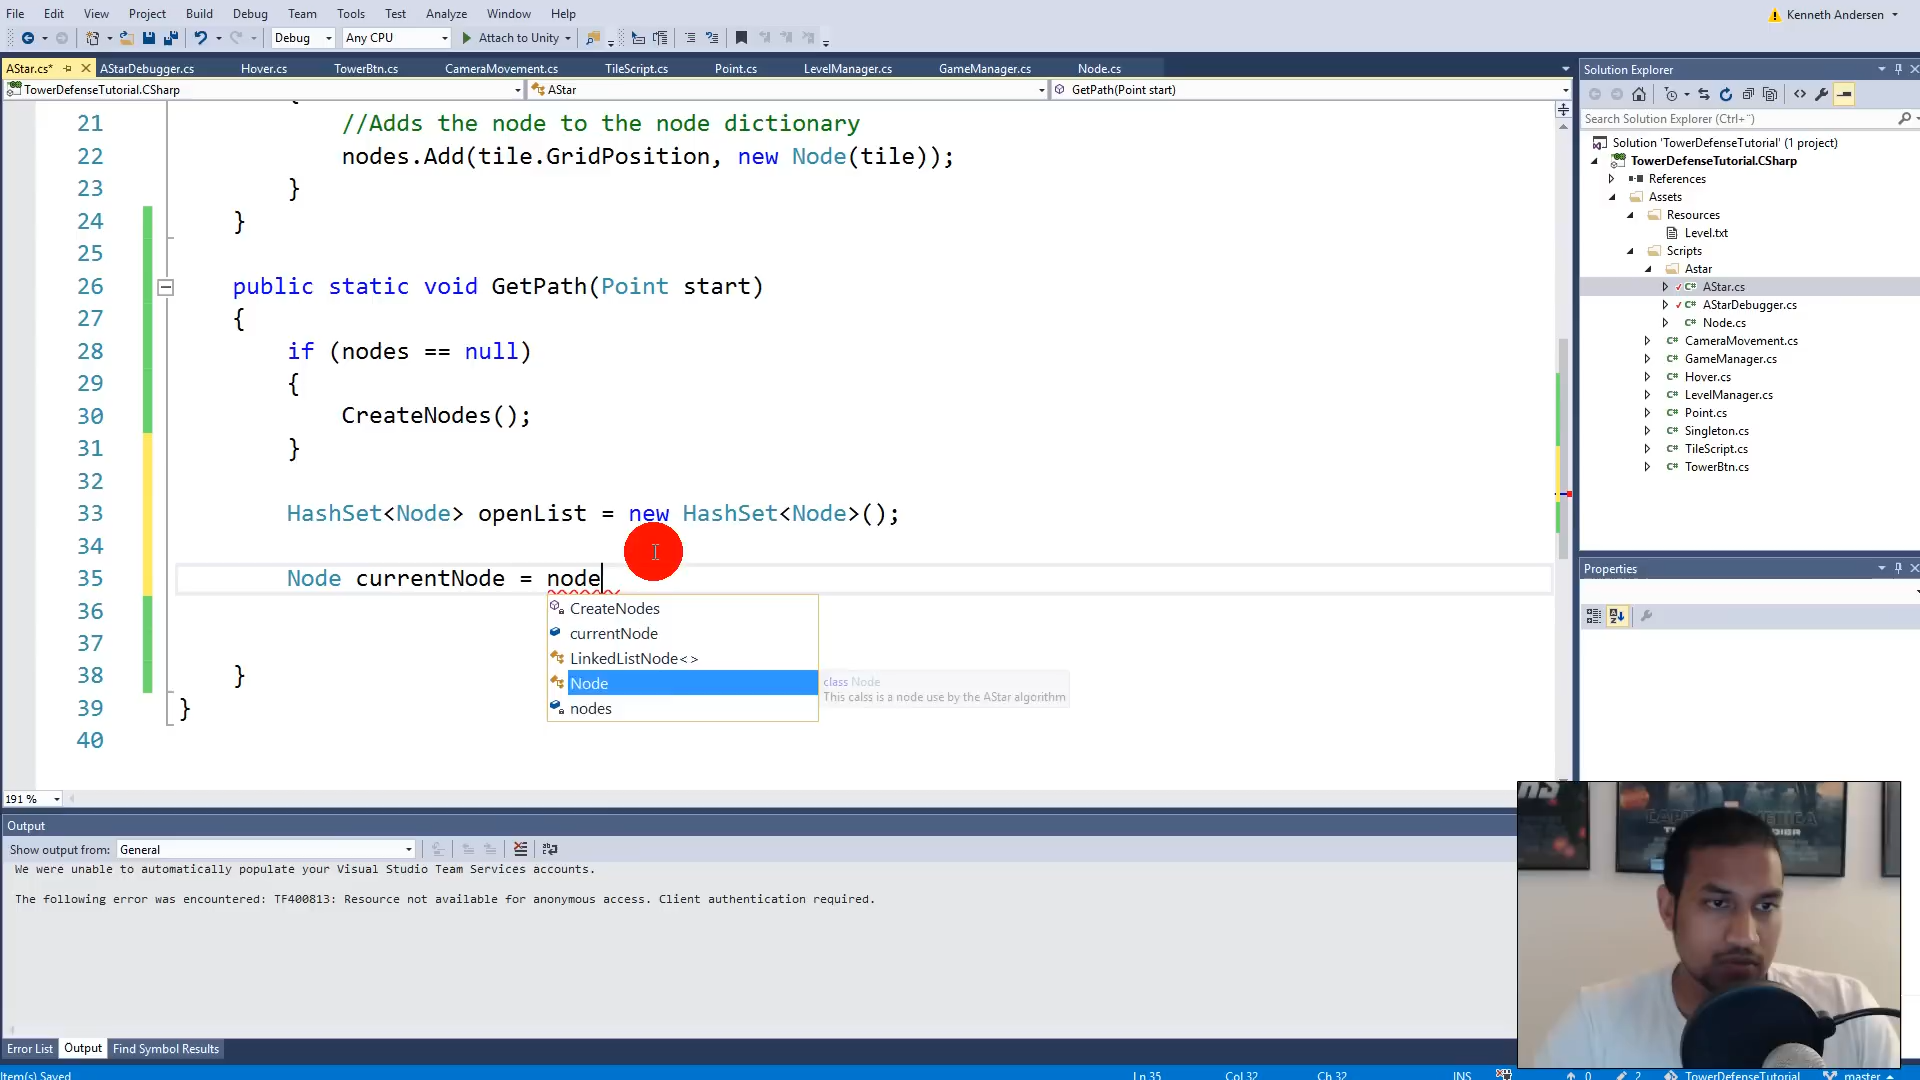 File Edit View Project Build Debug Team Tools Test Analyze Window Help
Kenneth Andersen
Debug Any CPU Attach to Unity
AStar.cs* AStarDebugger.cs Hover.cs TowerBtn.cs CameraMovement.cs TileScript.cs Point.cs LevelManager.cs GameManager.cs Node.cs
TowerDefenseTutorial.CSharp AStar GetPath(Point start)
21 //Adds the node to the node dictionary
22 nodes.Add(tile.GridPosition, new Node(tile));
23 }
24 }
25
26 public static void GetPath(Point start)
27 {
28 if (nodes == null)
29 {
30 CreateNodes();
31 }
32
33 HashSet<Node> openList = new HashSet<Node>();
34
35 Node currentNode = node
36
37
38 }
39 }
40
CreateNodes
currentNode
LinkedListNode<>
Node
nodes
class Node
This calss is a node use by the AStar algorithm
191 %
Output
Show output from: General
We were unable to automatically populate your Visual Studio Team Services accounts.
The following error was encountered: TF400813: Resource not available for anonymous access. Client authentication required.
Error List Output Find Symbol Results
Item(s) Saved Ln 35 Col 32 Ch 32 INS 0 2 TowerDefenseTutorial master
Solution Explorer
Search Solution Explorer (Ctrl+¨)
Solution 'TowerDefenseTutorial' (1 project)
TowerDefenseTutorial.CSharp
References
Assets
Resources
Level.txt
Scripts
Astar
AStar.cs
AStarDebugger.cs
Node.cs
CameraMovement.cs
GameManager.cs
Hover.cs
LevelManager.cs
Point.cs
Singleton.cs
TileScript.cs
TowerBtn.cs
Properties